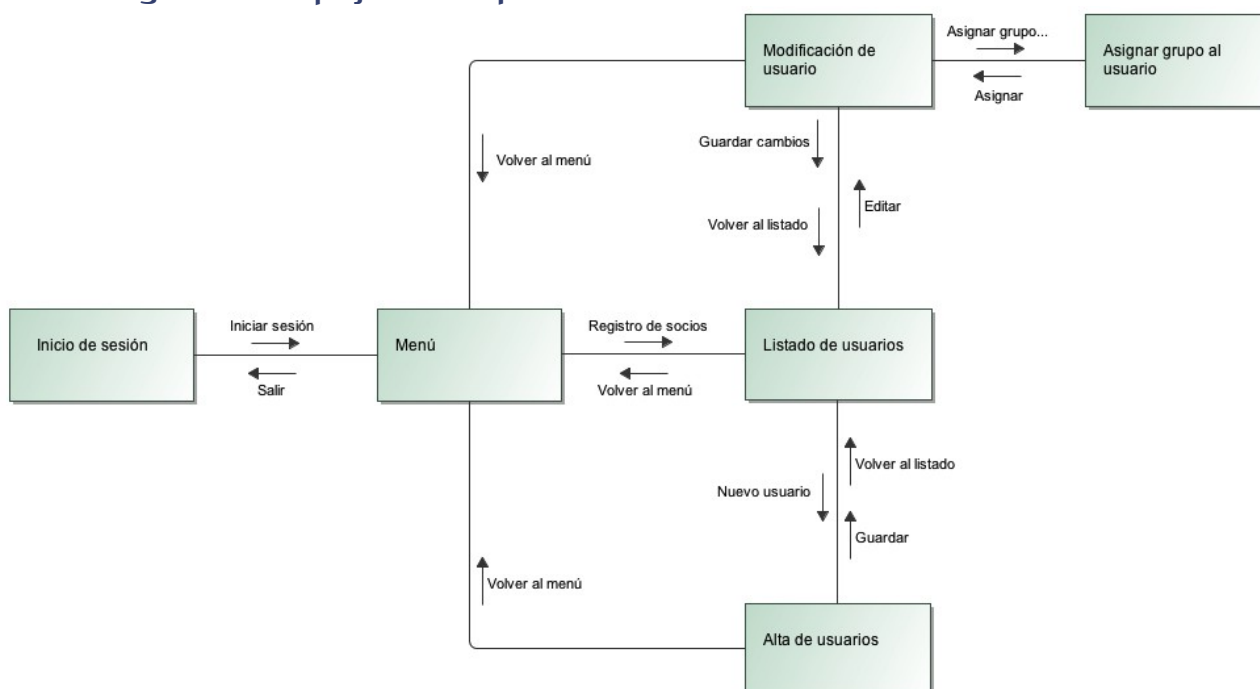 Modificación de
usuario
Asignar grupo...
Asignar
Asignar grupo al
usuario
Volver al menú
Guardar cambios
Volver al listado
Editar
Inicio de sesión
Iniciar sesión
Salir
Menú
Registro de socios
Volver al menú
Listado de usuarios
Nuevo usuario
Volver al listado
Guardar
Volver al menú
Alta de usuarios